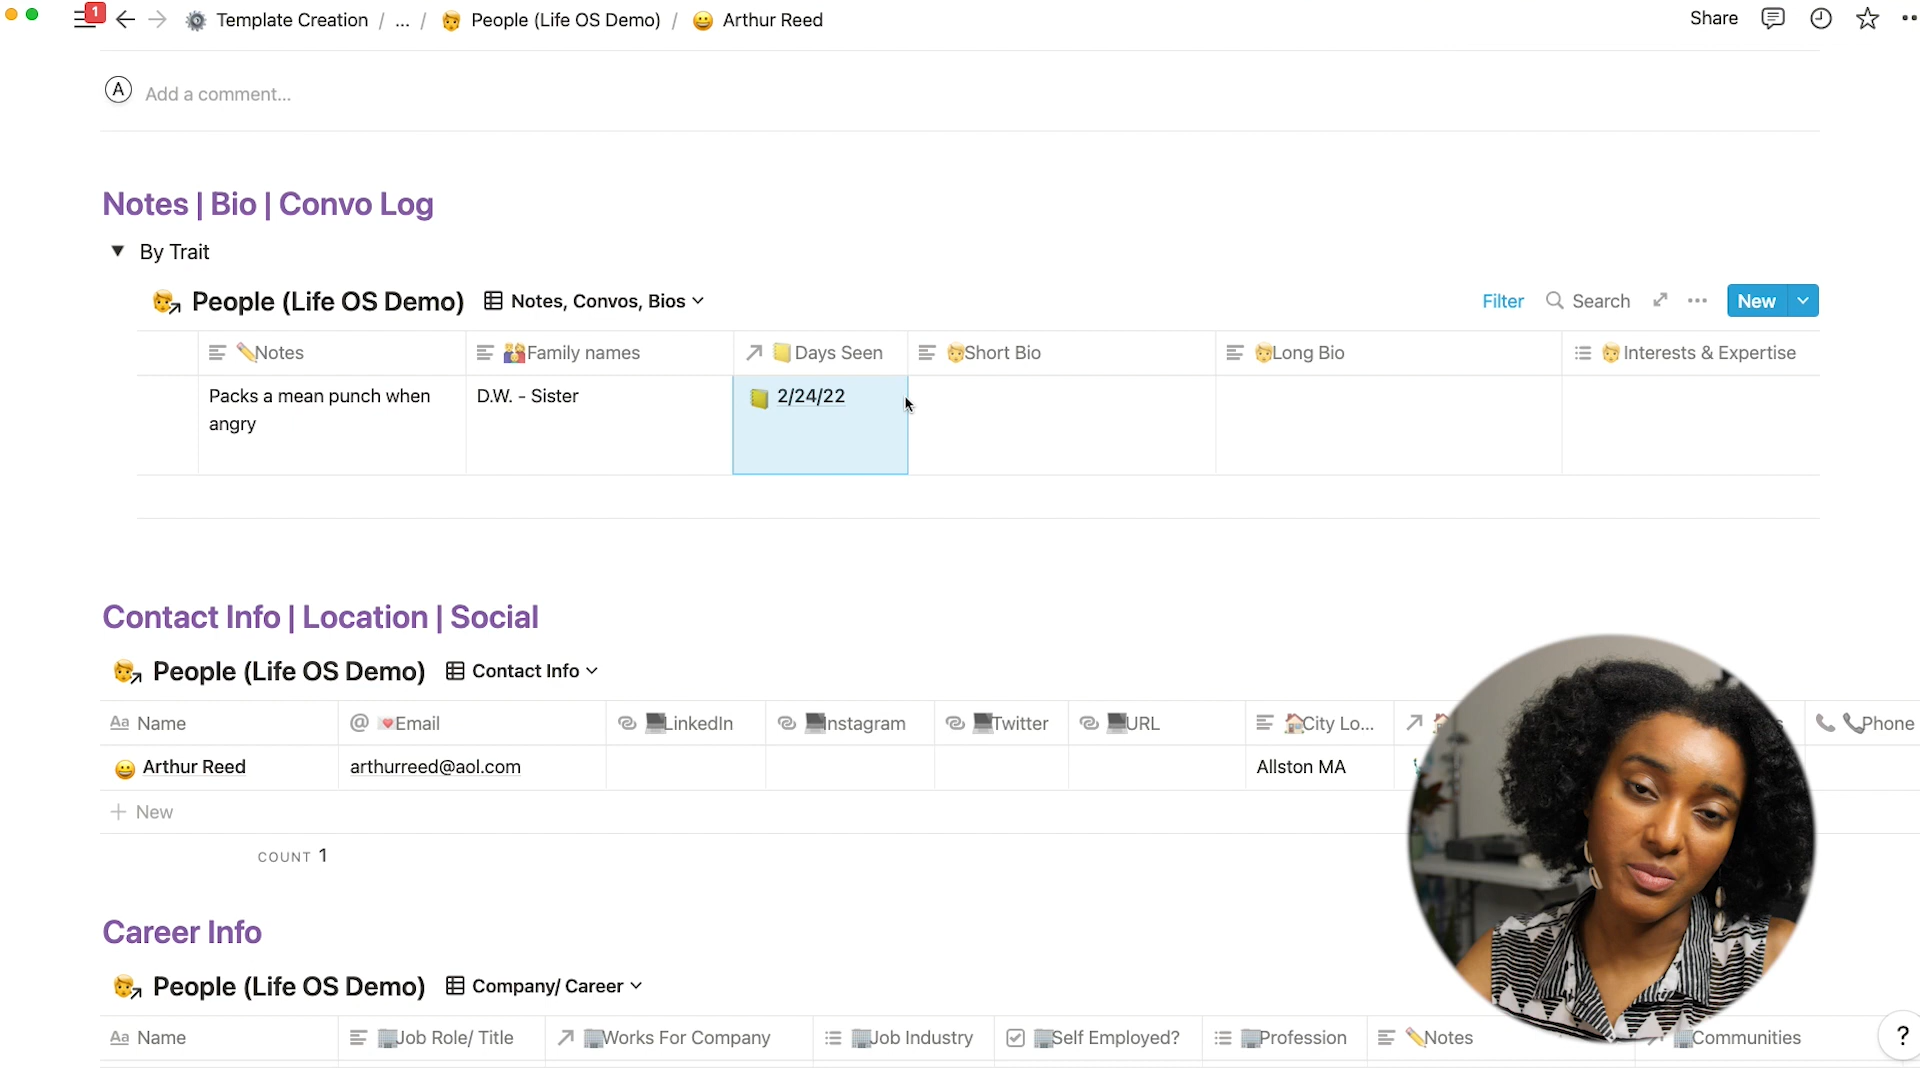 1 Template Creation / ... / People (Life OS Demo) / Arthur Reed Share
A Add a comment...
Notes | Bio | Convo Log
By Trait
People (Life OS Demo) Notes, Convos, Bios Filter Search New
Notes Family names Days Seen Short Bio Long Bio Interests & Expertise
Packs a mean punch when angry D.W. - Sister 2/24/22
Contact Info | Location | Social
People (Life OS Demo) Contact Info
Aa Name @ Email LinkedIn Instagram Twitter URL City Lo... Phone
Arthur Reed arthurreed@aol.com Allston MA
+ New
COUNT 1
Career Info
People (Life OS Demo) Company/ Career
Aa Name Job Role/ Title Works For Company Job Industry Self Employed? Profession Notes Communities ?